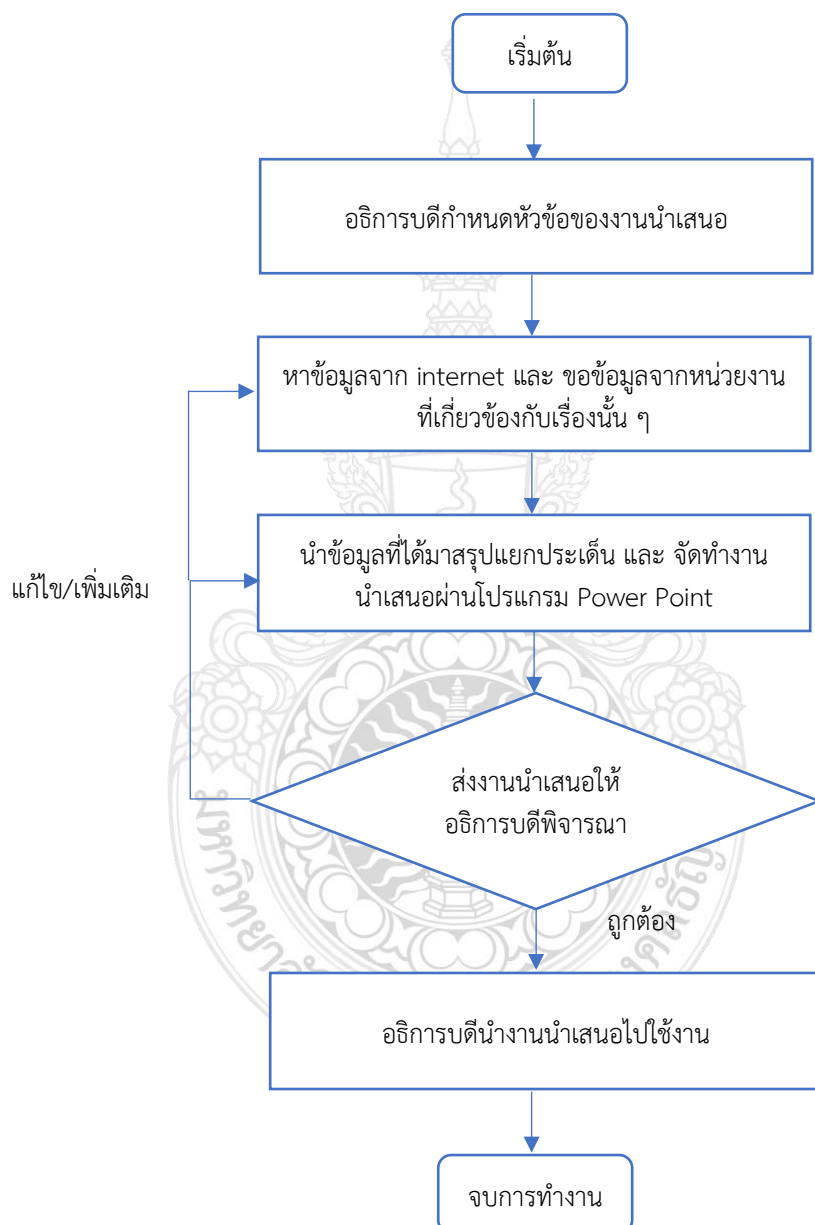 เริ่มต้น
อธิการบดีกำหนดหัวข้อของงานนำเสนอ
หาข้อมูลจาก internet และ ขอข้อมูลจากหน่วยงาน
ที่เกี่ยวข้องกับเรื่องนั้น ๆ
นำข้อมูลที่ได้มาสรุปแยกประเด็น และ จัดทำงาน
นำเสนอผ่านโปรแกรม Power Point
แก้ไข/เพิ่มเติม
ส่งงานนำเสนอให้
อธิการบดีพิจารณา
ถูกต้อง
อธิการบดีนำงานนำเสนอไปใช้งาน
จบการทำงาน